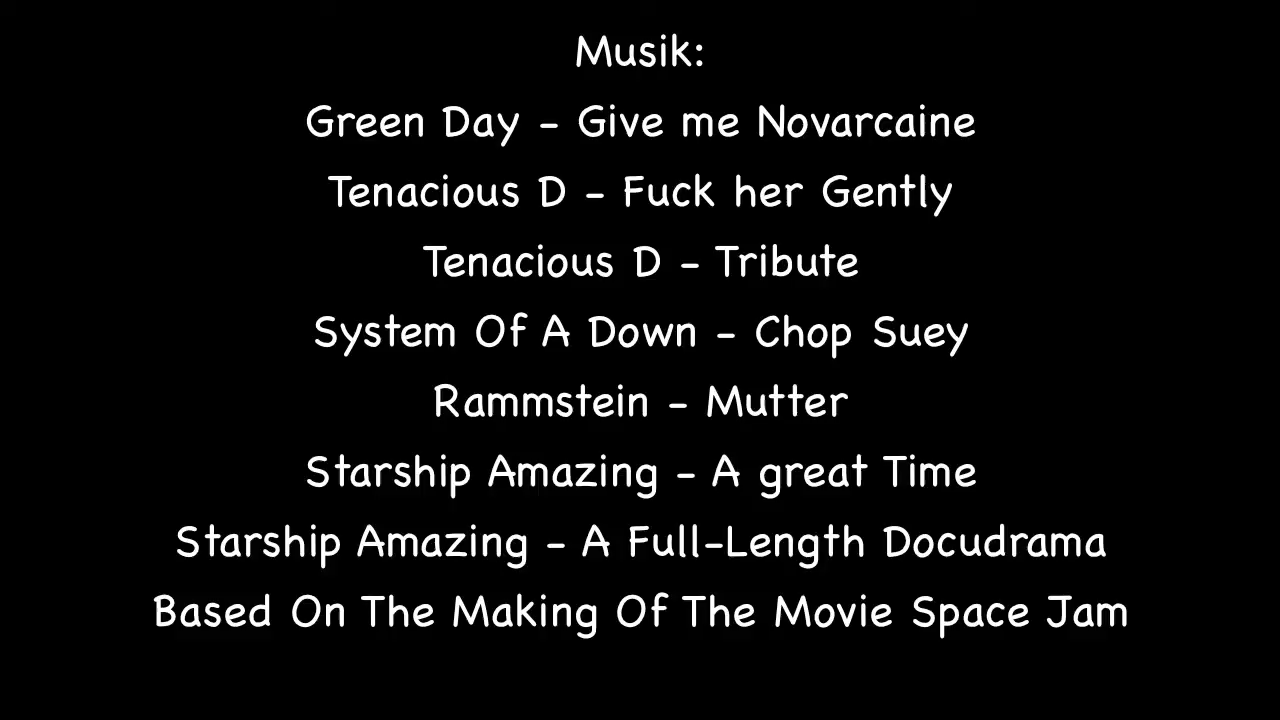 Musik:
Green Day - Give me Novarcaine
Tenacious D - Fuck her Gently
Tenacious D - Tribute
System Of A Down - Chop Suey
Rammstein - Mutter
Starship Amazing - A great Time
Starship Amazing - A Full-Length Docudrama
Based On The Making Of The Movie Space Jam